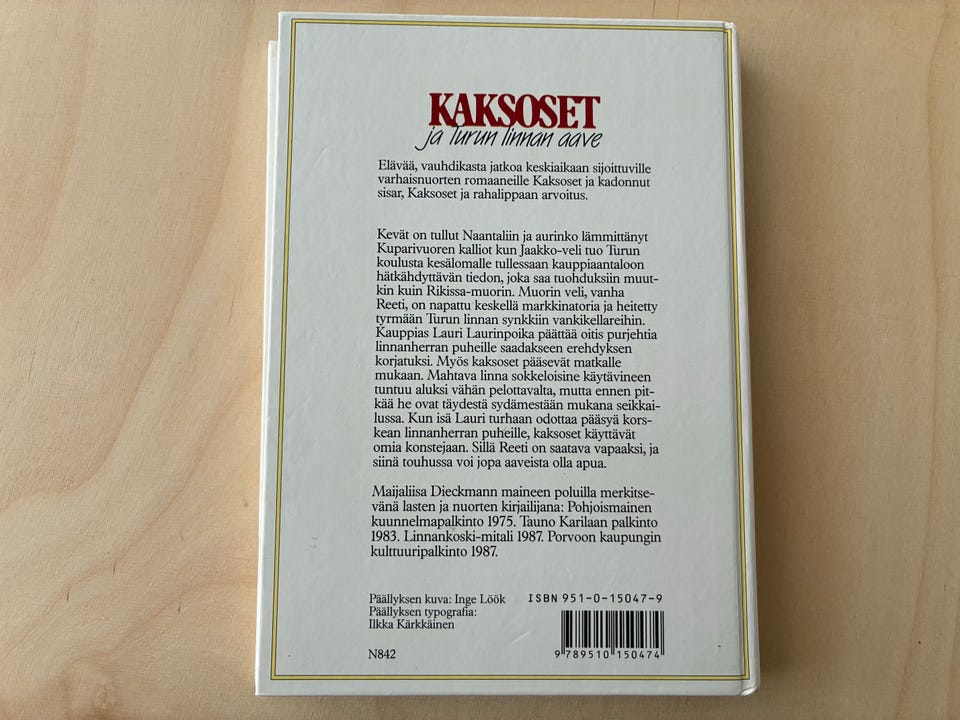 KAKSOSET
ja Turun linnan aave
Elävää, vauhdikasta jatkoa keskiaikaan sijoittuville
varhaisnuorten romaaneille Kaksoset ja kadonnut
sisar, Kaksoset ja rahalippaan arvoitus.
Kevät on tullut Naantaliin ja aurinko lämmittänyt
Kuparivuoren kalliot kun Jaakko-veli tuo Turun
koulusta kesälomalle tullessaan kauppiaantaloon
hätkähdyttävän tiedon, joka saa tuohduksiin muut-
kin kuin Rikissa-muorin. Muorin veli, vanha
Reeti, on napattu keskellä markkinatoria ja heitetty
tyrmään Turun linnan synkkiin vankikellareihin.
Kauppias Lauri Laurinpoika päättää oitis purjehtia
linnanherran puheille saadakseen erehdyksen
korjatuksi. Myös kaksoset pääsevät matkalle
mukaan. Mahtava linna sokkeloisine käytävineen
tuntuu aluksi vähän pelottavalta, mutta ennen pit-
kää he ovat täydestä sydämestään mukana seikkai-
lussa. Kun isä Lauri turhaan odottaa pääsyä kors-
kean linnanherran puheille, kaksoset käyttävät
omia konstejaan. Sillä Reeti on saatava vapaaksi, ja
siinä touhussa voi jopa aaveista olla apua.
Maijaliisa Dieckmann maineen poluilla merkitse-
vänä lasten ja nuorten kirjailijana: Pohjoismainen
kuunnelmapalkinto 1975. Tauno Karilaan palkinto
1983. Linnankoski-mitali 1987. Porvoon kaupungin
kulttuuripalkinto 1987.
Päällyksen kuva: Inge Löök
Päällyksen typografia:
Ilkka Kärkkäinen
N842
ISBN 951-0-15047-9
9 789510 150474